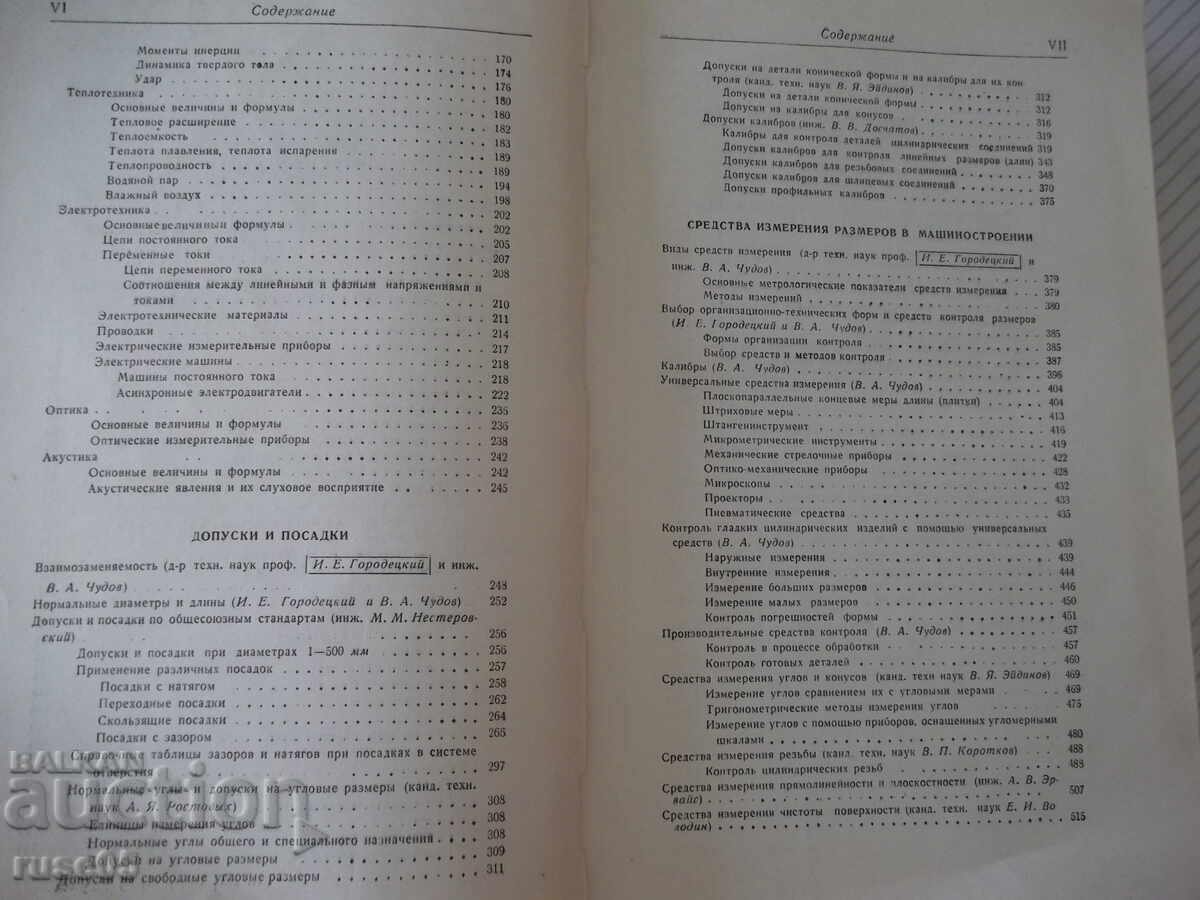 VI Содержание
Моменты инерции 170
Динамика твердого тела 174
Удар 176
Теплотехника 180
Основные величины и формулы 180
Тепловое расширение 182
Теплоемкость 183
Теплота плавления, теплота испарения 189
Теплопроводность 189
Водяной пар 194
Влажный воздух 198
Электротехника 202
Основные величины и формулы 202
Цепи постоянного тока 205
Переменные токи 207
Цепи переменного тока 208
Соотношения между линейными и фазным напряжениями и
токами 210
Электротехнические материалы 211
Проводки 214
Электрические измерительные приборы 217
Электрические машины 218
Машины постоянного тока 218
Асинхронные электродвигатели 222
Оптика 236
Основные величины и формулы 236
Оптические измерительные приборы 238
Акустика 242
Основные величины и формулы 242
Акустические явления и их слуховое восприятие 245
ДОПУСКИ И ПОСАДКИ
Взаимозаменяемость (д-р техн. наук проф. И. Е. Городецкий и инж.
В. А. Чудов) 248
Нормальные диаметры и длины (И. Е. Городецкий и В. А. Чудов) 252
Допуски и посадки по общесоюзным стандартам (инж. М. М. Нестеров-
ский) 256
Допуски и посадки при диаметрах 1—500 мм 256
Применение различных посадок 257
Посадки с натягом 258
Переходные посадки 262
Скользящие посадки 264
Посадки с зазором 266
Справочные таблицы зазоров и натягов при посадках в системе
отверстия 297
Нормальные углы и допуски на угловые размеры (канд. техн.
наук А. Я. Ростовых) 308
Единицы измерения углов 308
Нормальные углы общего и специального назначения 308
Допуски на угловые размеры 309
Допуски на свободные угловые размеры 311
Содержание VII
Допуски на детали конической формы и на калибры для их кон-
троля (канд. техн. наук В. Я. Эйдинов) 312
Допуски на детали конической формы 312
Допуски на калибры для конусов 316
Допуски калибров (инж. В. В. Досчатов) 319
Калибры для контроля деталей цилиндрических соединений 319
Допуски калибров для контроля линейных размеров (длин) 343
Допуски калибров для резьбовых соединений 348
Допуски калибров для шлицевых соединений 370
Допуски профильных калибров 375
СРЕДСТВА ИЗМЕРЕНИЯ РАЗМЕРОВ В МАШИНОСТРОЕНИИ
Виды средств измерения (д-р техн. наук проф. И. Е. Городецкий и
инж. В. А. Чудов) 379
Основные метрологические показатели средств измерения 379
Методы измерений 380
Выбор организационно-технических форм и средств контроля размеров
(И. Е. Городецкий и В. А. Чудов) 385
Формы организации контроля 385
Выбор средств и методов контроля 387
Калибры (В. А. Чудов) 396
Универсальные средства измерения (В. А. Чудов) 404
Плоскопараллельные концевые меры длины (плитки) 404
Штриховые меры 413
Штангенинструмент 416
Микрометрические инструменты 419
Механические стрелочные приборы 422
Оптико-механические приборы 428
Микроскопы 432
Проекторы 433
Пневматические средства 435
Контроль гладких цилиндрических изделий с помощью универсальных
средств (В. А. Чудов) 439
Наружные измерения 439
Внутренние измерения 444
Измерение больших размеров 446
Измерение малых размеров 450
Контроль погрешностей формы 451
Производительные средства контроля (В. А. Чудов) 457
Контроль в процессе обработки 457
Контроль готовых деталей 460
Средства измерения углов и конусов (канд. техн наук В. Я. Эйдинов) 469
Измерение углов сравнением их с угловыми мерами 469
Тригонометрические методы измерения углов 475
Измерение углов с помощью приборов, оснащенных угломерными
шкалами 480
Средства измерения резьбы (канд. техн. наук В. П. Коротков) 488
Контроль цилиндрических резьб 488
Средства измерения прямолинейности и плоскостности (инж. А. В. Эр-
вайс) 507
Средства измерения чистоты поверхности (канд. техн. наук Е. И. Во-
лодин) 515
BALKAN
auction
ruse05